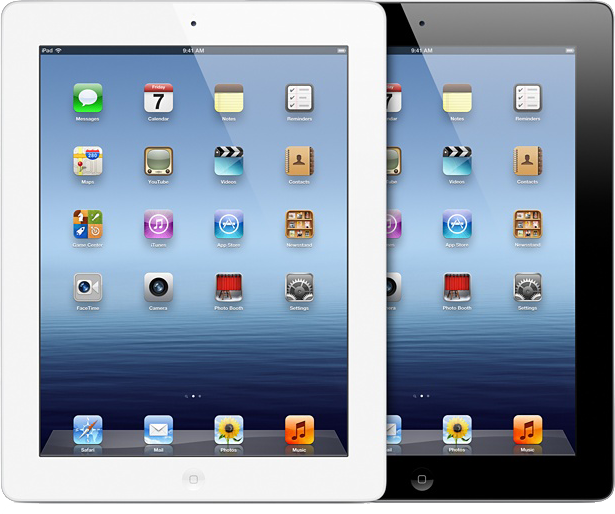 iPad 9:41 AM
9:41 AM
Friday
7
Messages Calendar Notes Reminders
Notes Reminders
280
Maps YouTube Videos Contacts
Videos Contacts
Game Center iTunes App Store Newsstand
App Store Newsstand
FaceTime Camera Photo Booth Settings
Photo Booth Settings
Safari Mail Photos Music
Photos Music